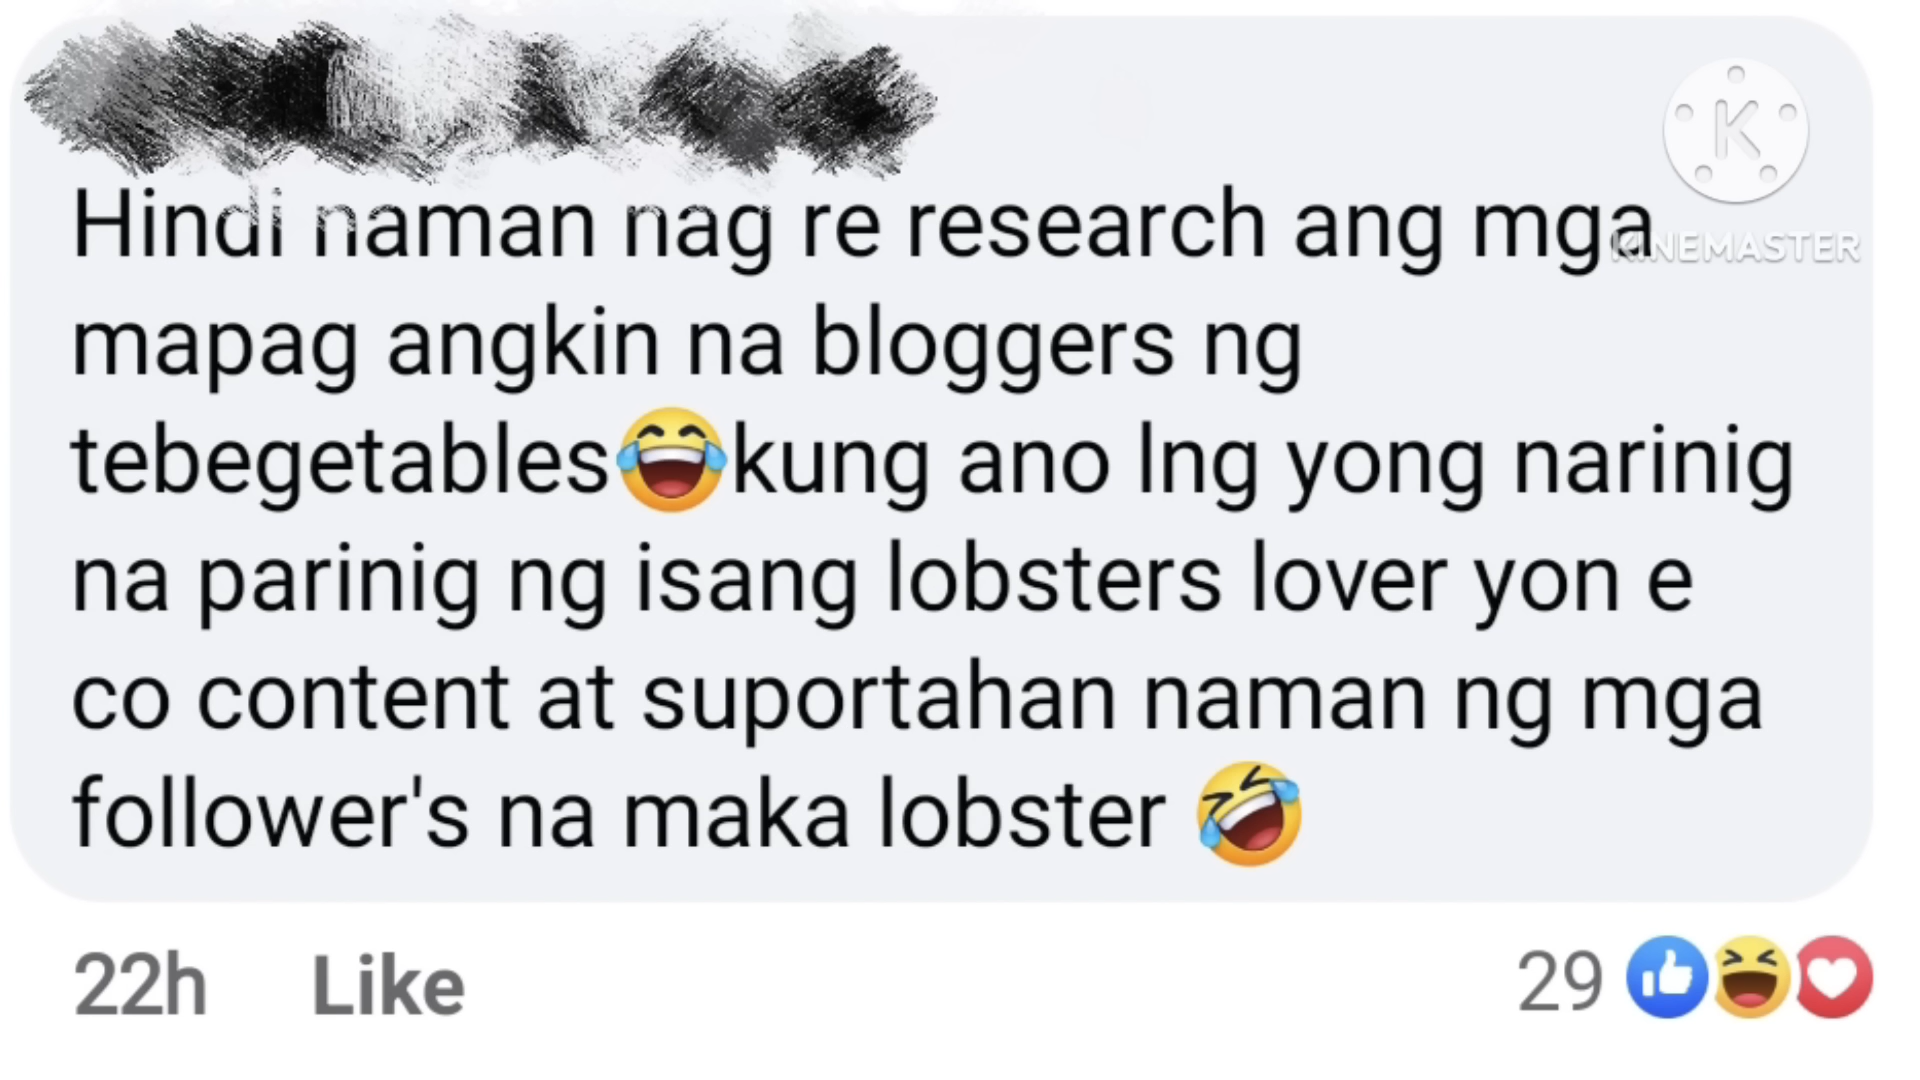 K
KINEMASTER
Hindi naman nag re research ang mga
mapag angkin na bloggers ng
tebegetables😂kung ano lng yong narinig
na parinig ng isang lobsters lover yon e
co content at suportahan naman ng mga
follower's na maka lobster 🤣
22h Like 29